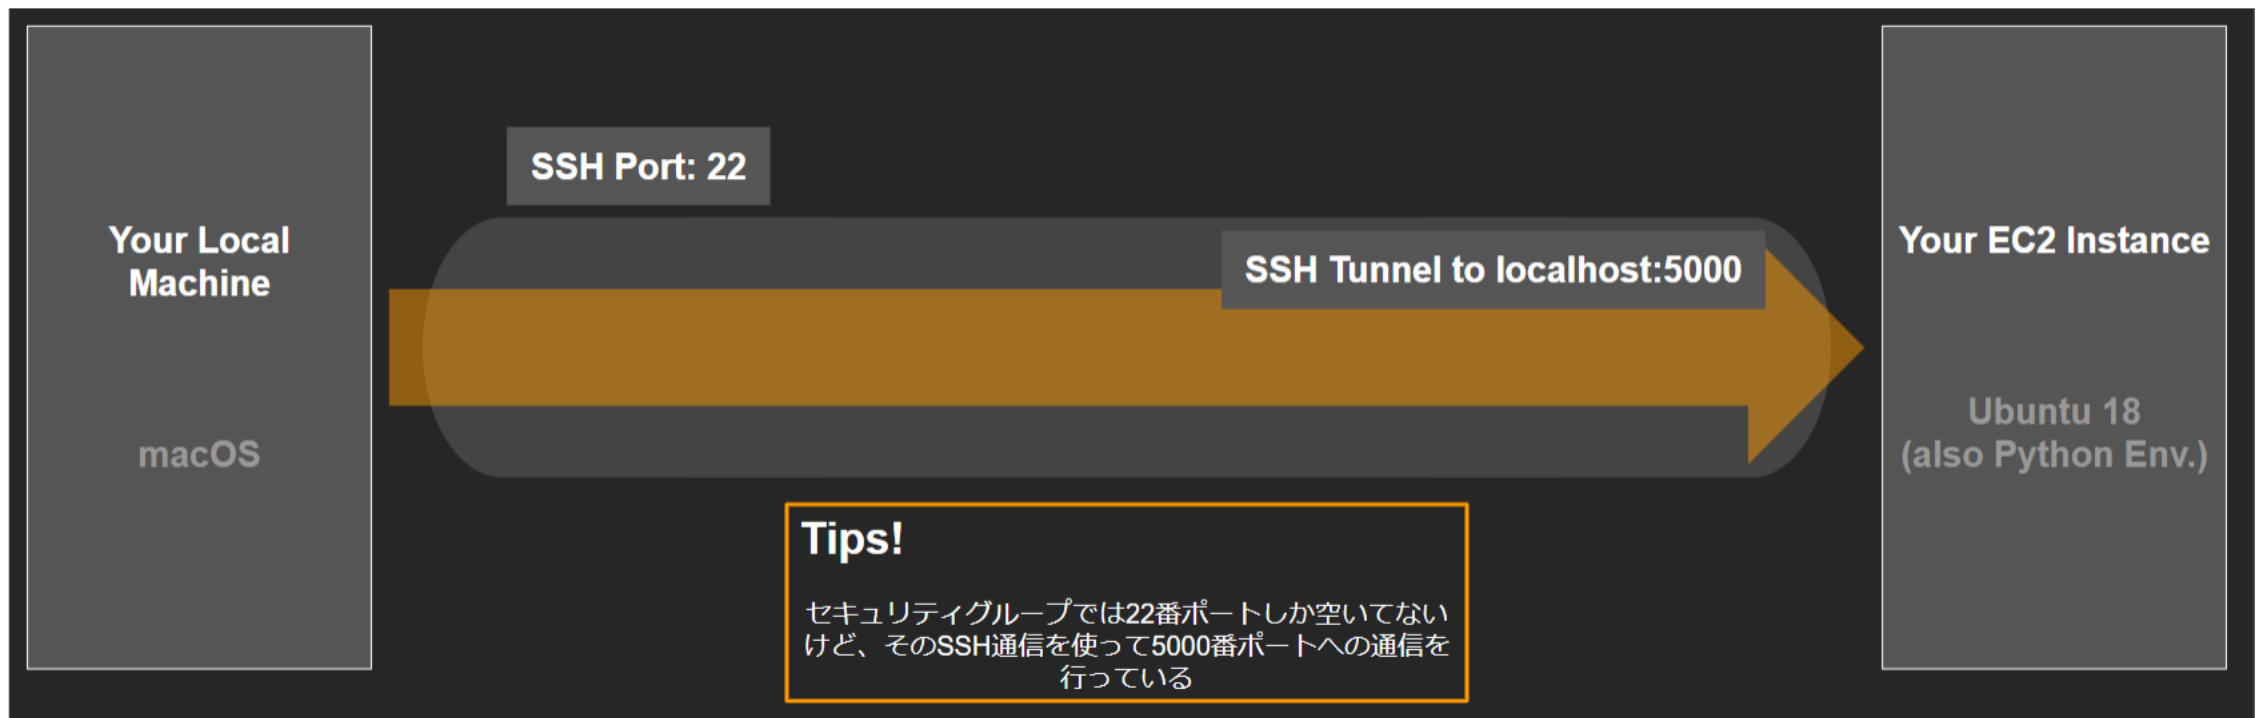 SSH Port: 22
Your Local
Machine
macOS
SSH Tunnel to localhost:5000
Your EC2 Instance
Ubuntu 18
(also Python Env.)
Tips!
セキュリティグループでは22番ポートしか空いてない
けど、そのSSH通信を使って5000番ポートへの通信を
行っている